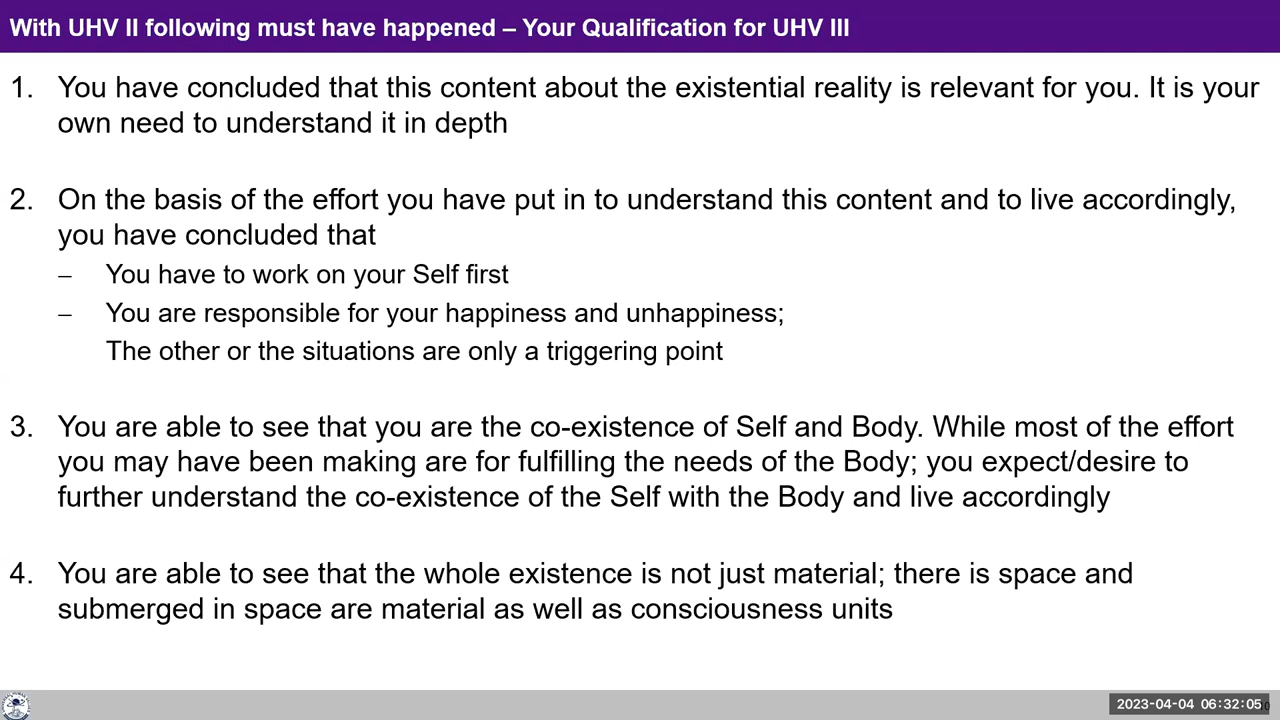 With UHV II following must have happened – Your Qualification for UHV III
1. You have concluded that this content about the existential reality is relevant for you. It is your
own need to understand it in depth
2. On the basis of the effort you have put in to understand this content and to live accordingly,
you have concluded that
– You have to work on your Self first
– You are responsible for your happiness and unhappiness;
The other or the situations are only a triggering point
3. You are able to see that you are the co-existence of Self and Body. While most of the effort
you may have been making are for fulfilling the needs of the Body; you expect/desire to
further understand the co-existence of the Self with the Body and live accordingly
4. You are able to see that the whole existence is not just material; there is space and
submerged in space are material as well as consciousness units
2023-04-04 06:32:05